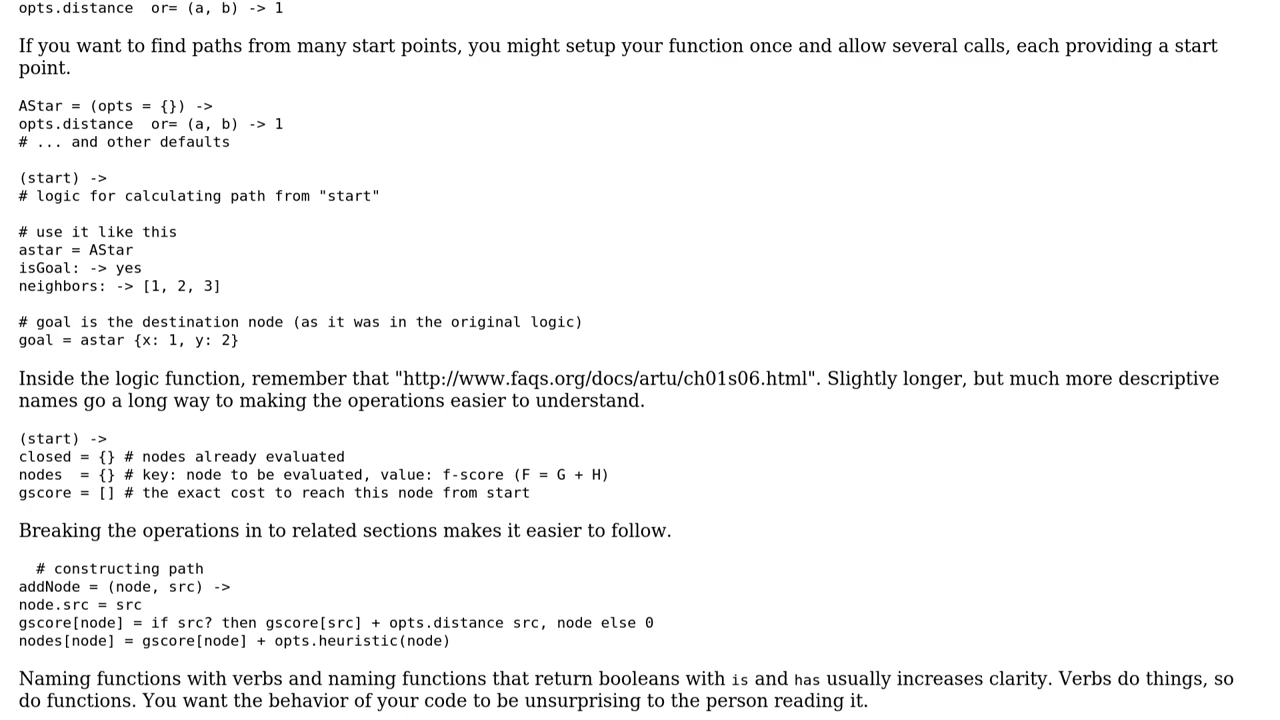 opts.distance  or= (a, b) -> 1
If you want to find paths from many start points, you might setup your function once and allow several calls, each providing a start
point.
AStar = (opts = {}) ->
opts.distance  or= (a, b) -> 1
# ... and other defaults
(start) ->
# logic for calculating path from "start"
# use it like this
astar = AStar
isGoal: -> yes
neighbors: -> [1, 2, 3]
# goal is the destination node (as it was in the original logic)
goal = astar {x: 1, y: 2}
Inside the logic function, remember that "http://www.faqs.org/docs/artu/ch01s06.html". Slightly longer, but much more descriptive
names go a long way to making the operations easier to understand.
(start) ->
closed = {} # nodes already evaluated
nodes  = {} # key: node to be evaluated, value: f-score (F = G + H)
gscore = [] # the exact cost to reach this node from start
Breaking the operations in to related sections makes it easier to follow.
  # constructing path
addNode = (node, src) ->
node.src = src
gscore[node] = if src? then gscore[src] + opts.distance src, node else 0
nodes[node] = gscore[node] + opts.heuristic(node)
Naming functions with verbs and naming functions that return booleans with is and has usually increases clarity. Verbs do things, so
do functions. You want the behavior of your code to be unsurprising to the person reading it.